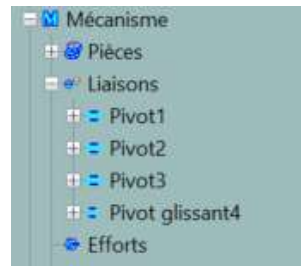 Mécanisme
Pièces
Liaisons
Pivot1
Pivot2
Pivot3
Pivot glissant4
Efforts